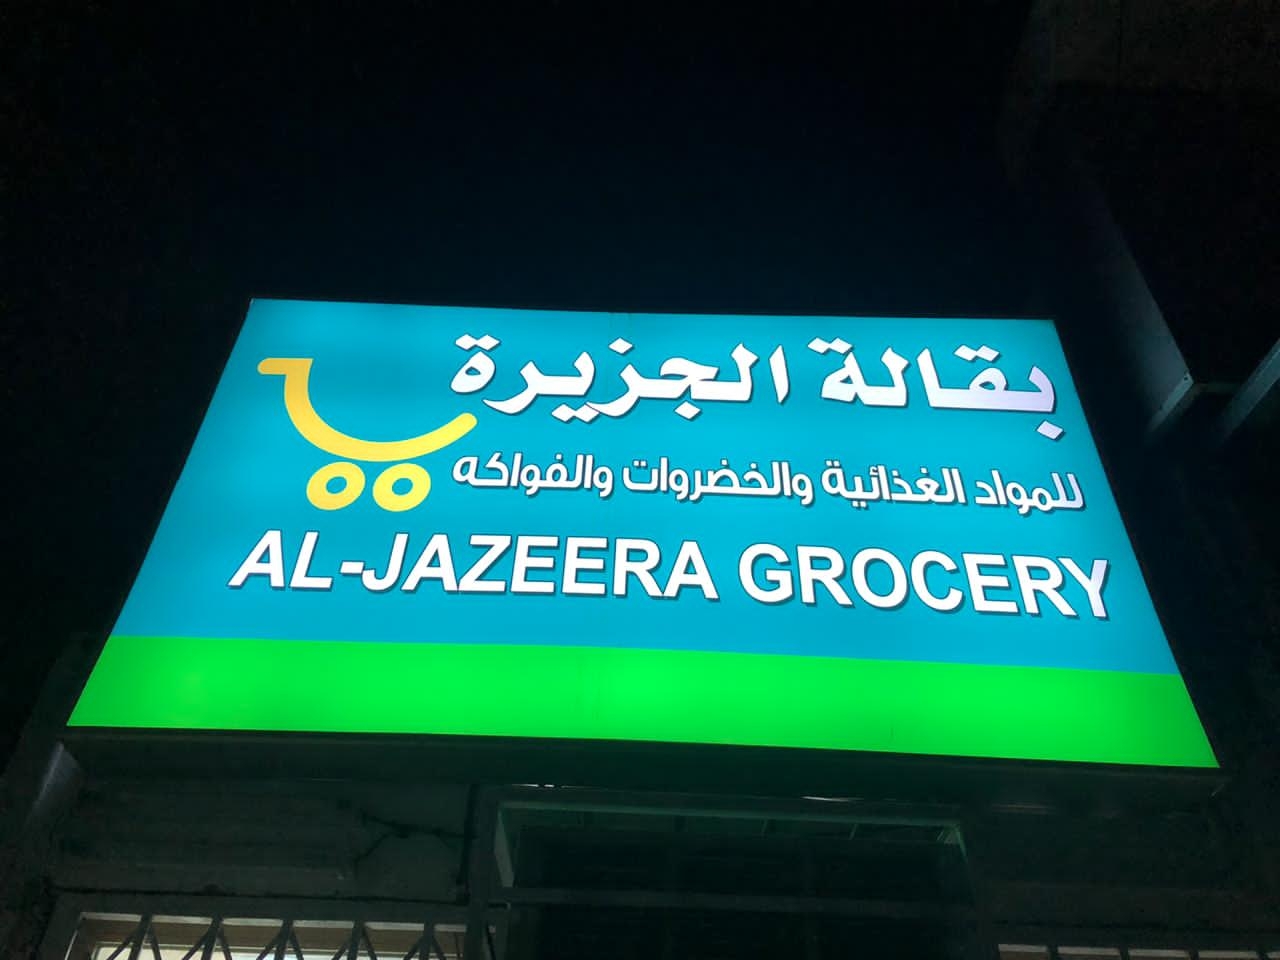 بقالة الجزيرة
للمواد الغذائية والخضروات والفواكه
AL-JAZEERA GROCERY